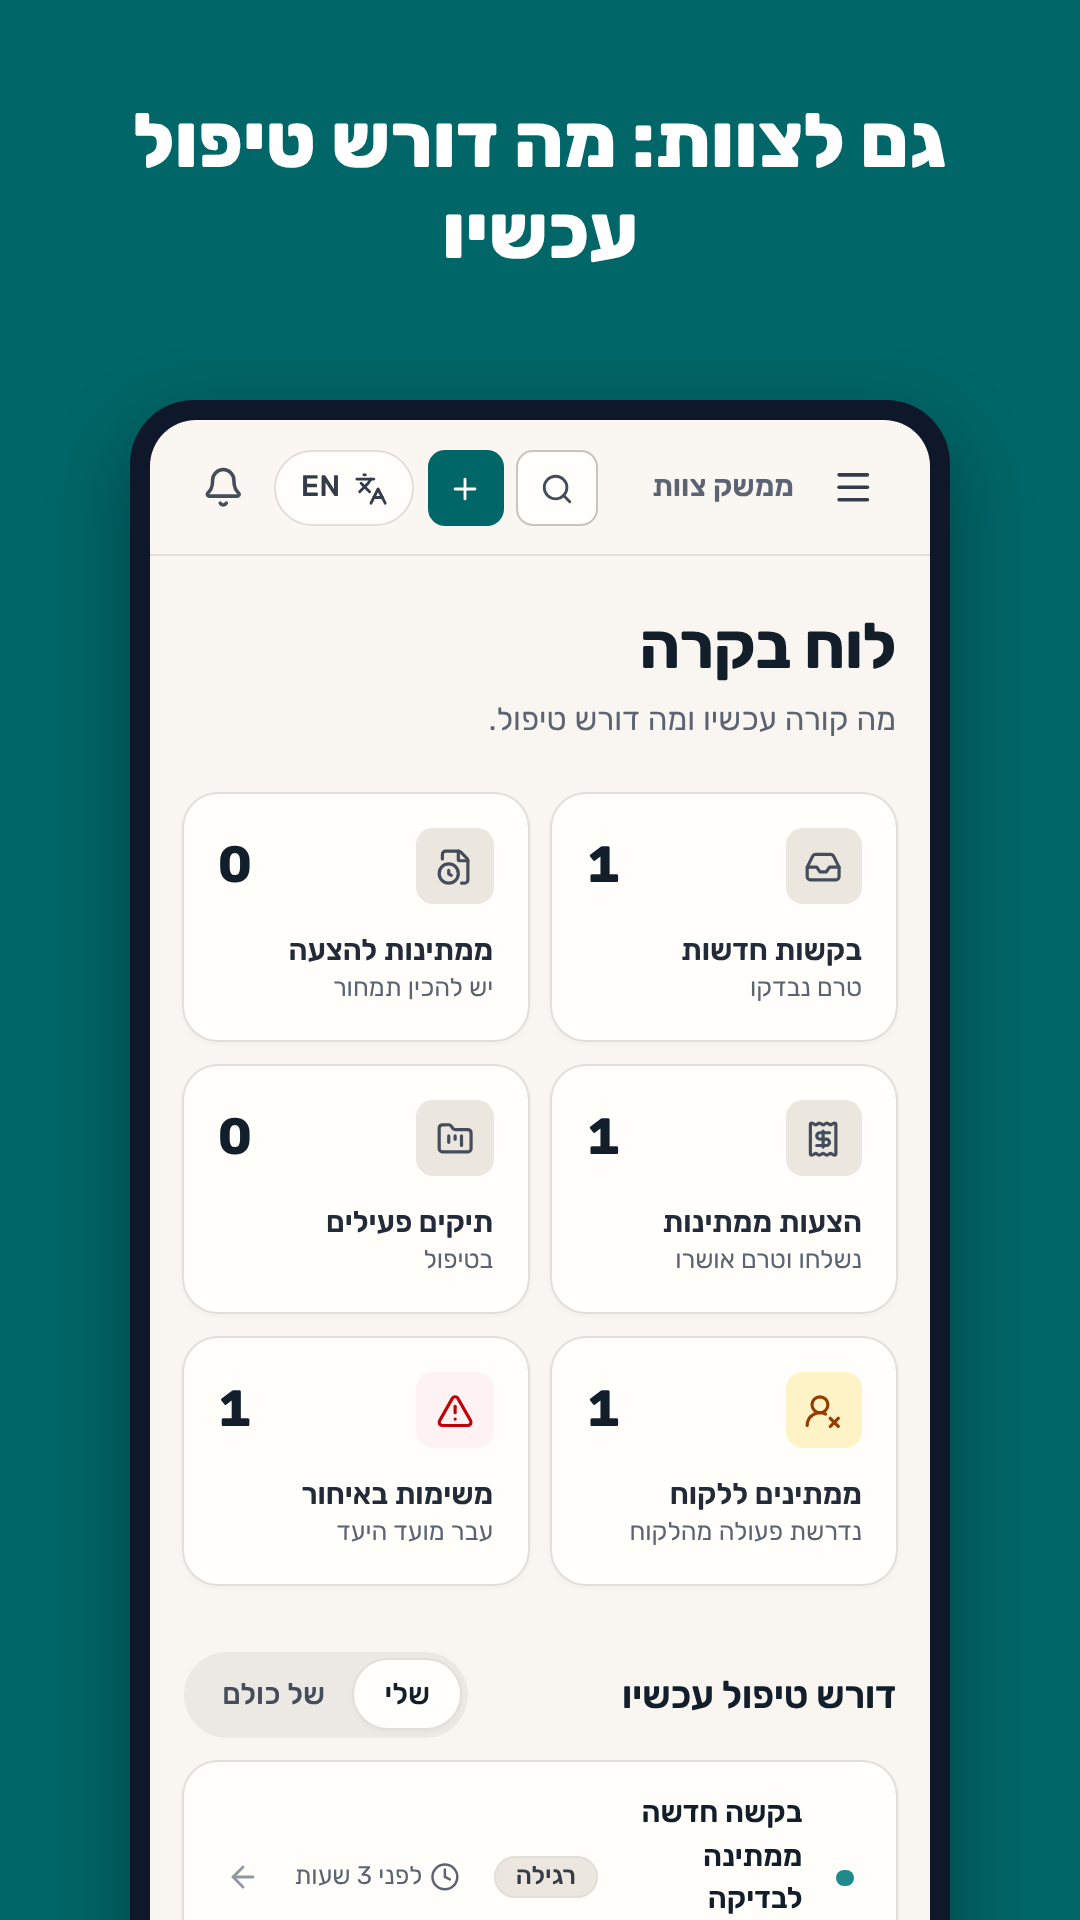 גם לצוות: מה דורש טיפול
עכשיו
ממשק צוות
EN
לוח בקרה
מה קורה עכשיו ומה דורש טיפול.
1
בקשות חדשות
טרם נבדקו
0
ממתינות להצעה
יש להכין תמחור
1
הצעות ממתינות
נשלחו וטרם אושרו
0
תיקים פעילים
בטיפול
1
ממתינים ללקוח
נדרשת פעולה מהלקוח
1
משימות באיחור
עבר מועד היעד
דורש טיפול עכשיו
שלי
של כולם
בקשה חדשה
ממתינה
לבדיקה
רגילה
לפני 3 שעות